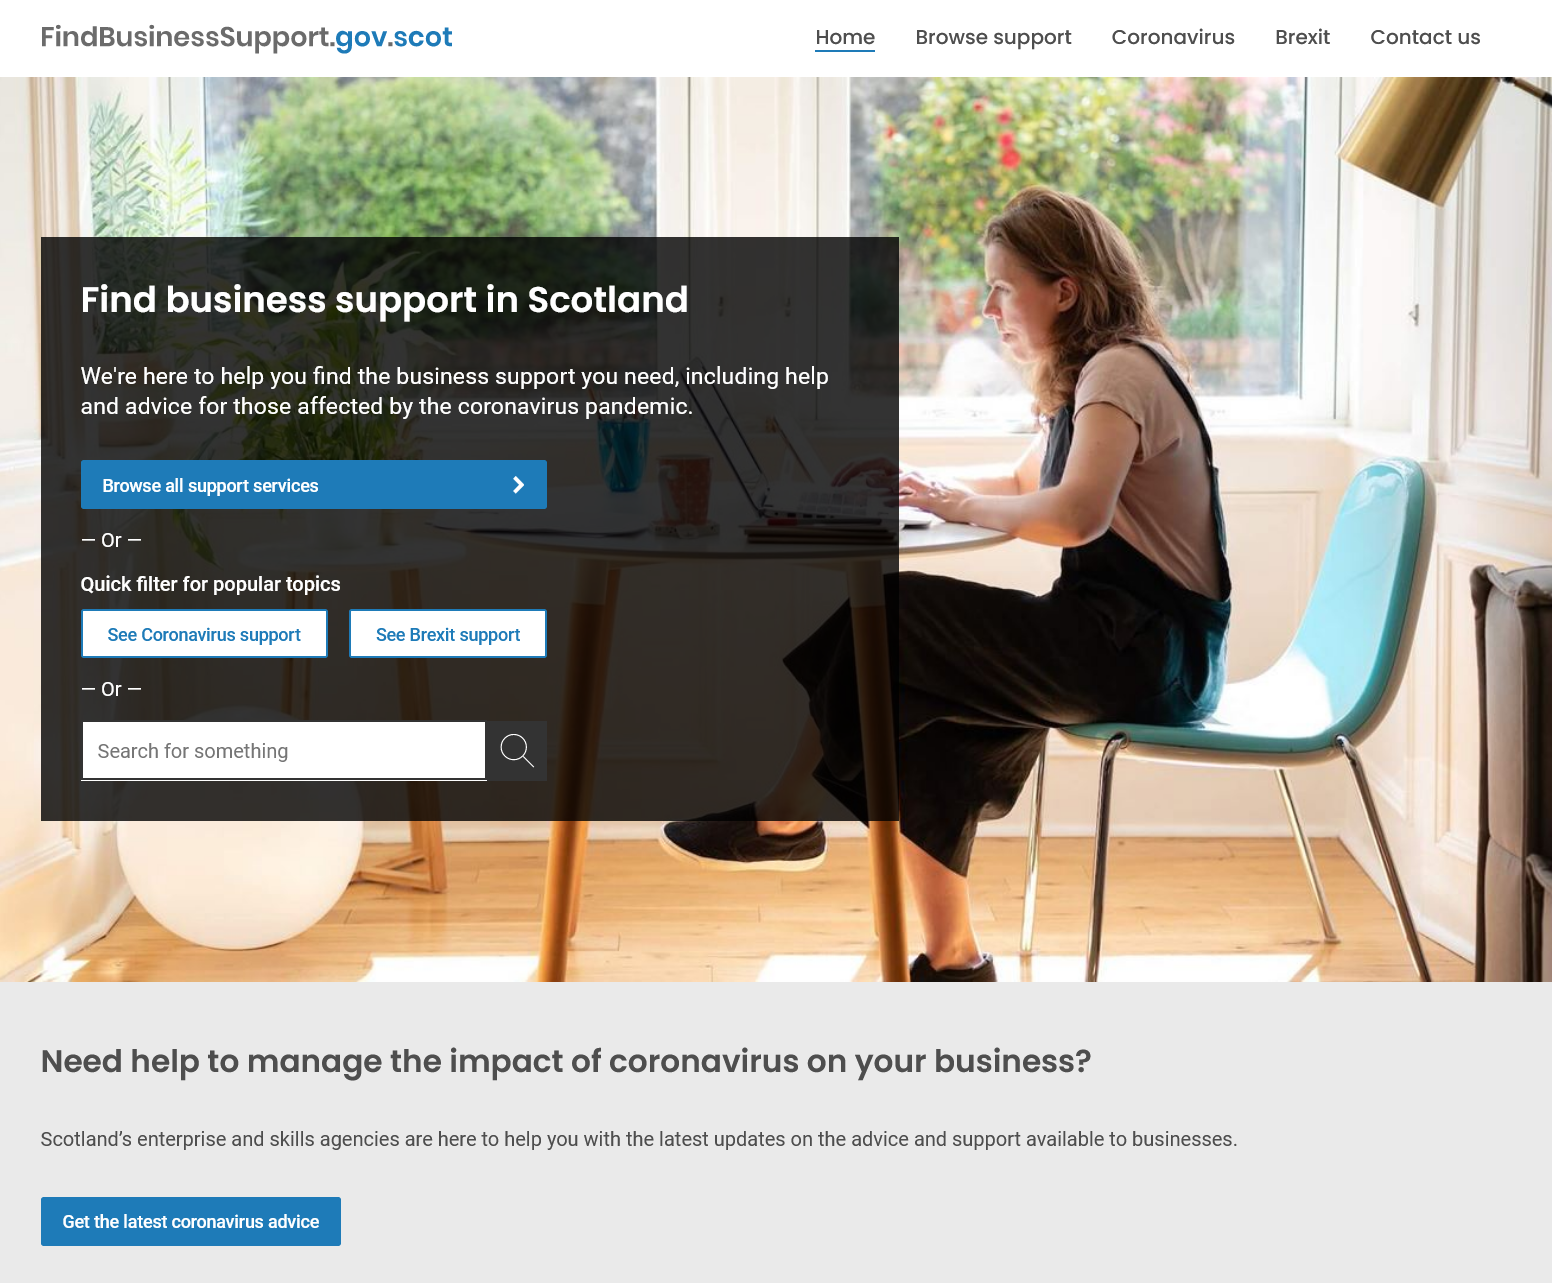 FindBusinessSupport.gov.scot
Home
Browse support
Coronavirus
Brexit
Contact us
Find business support in Scotland
We're here to help you find the business support you need, including help
and advice for those affected by the coronavirus pandemic.
Browse all support services
— Or —
Quick filter for popular topics
See Coronavirus support
See Brexit support
— Or —
Search for something
Need help to manage the impact of coronavirus on your business?
Scotland’s enterprise and skills agencies are here to help you with the latest updates on the advice and support available to businesses.
Get the latest coronavirus advice